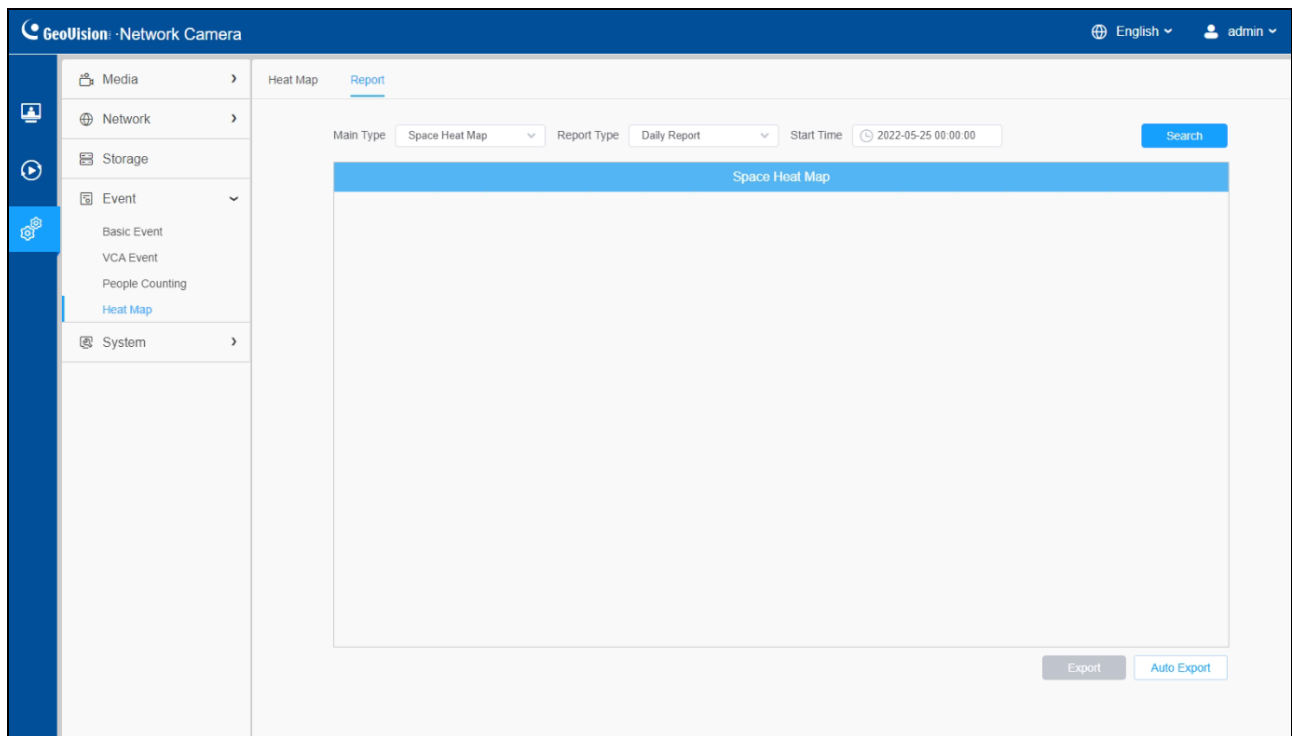 GeoVision · Network Camera
English
admin
Media
Network
Storage
Event
Basic Event
VCA Event
People Counting
Heat Map
System
Heat Map Report
Main Type Space Heat Map Report Type Daily Report Start Time 2022-05-25 00:00:00 Search
Space Heat Map
Export Auto Export